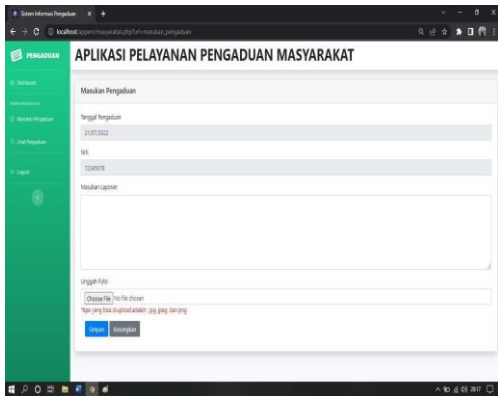 Sistem Informasi Pengaduan
localhost/appem/masyarakat.php?url=masukan_pengaduan
PENGADUAN
APLIKASI PELAYANAN PENGADUAN MASYARAKAT
Dashboard
Masukan Pengaduan
Masukan Pengaduan
Tanggal Pengaduan
21/07/2022
Lihat Pengaduan
NIK
12345678
Logout
Masukan Laporan
Unggah Foto
Choose File No file chosen
*tipe yang bisa diupload adalah : jpg, jpeg, dan png
Simpan
Kosongkan
20:17